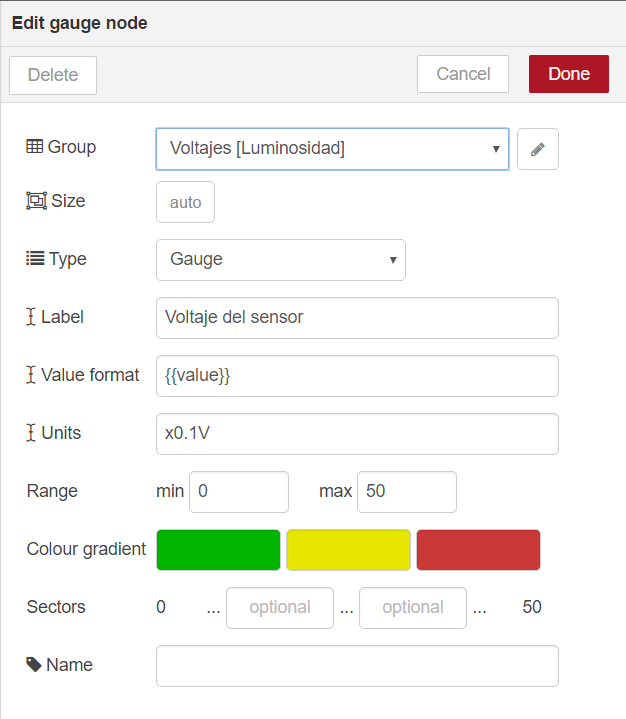 Edit gauge node
Delete Cancel Done
Group Voltajes [Luminosidad]
Size auto
Type Gauge
Label Voltaje del sensor
Value format {{value}}
Units x0.1V
Range min 0 max 50
Colour gradient
Sectors 0 ... optional ... optional ... 50
Name